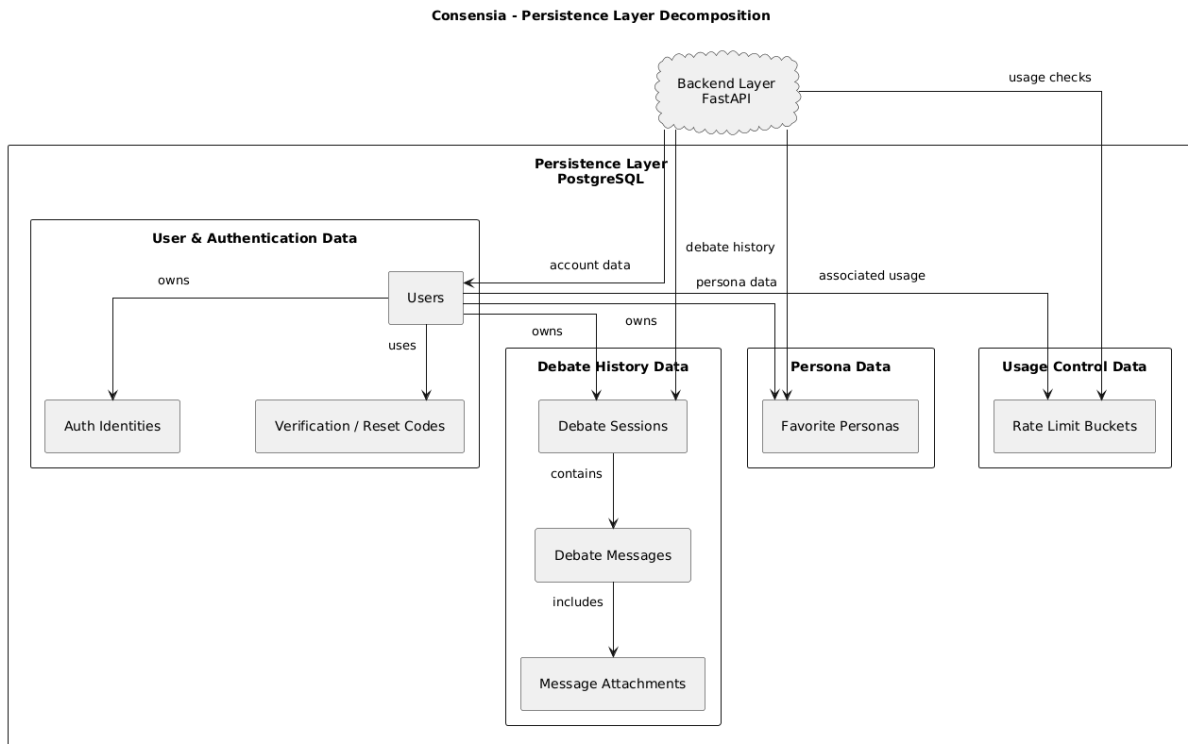 Consensia - Persistence Layer Decomposition
Backend Layer
FastAPI
usage checks
Persistence Layer
PostgreSQL
User & Authentication Data
debate history
account data
associated usage
persona data
owns
Users
owns
owns
uses
Debate History Data
Persona Data
Usage Control Data
Auth Identities
Verification / Reset Codes
Debate Sessions
Favorite Personas
Rate Limit Buckets
contains
Debate Messages
includes
Message Attachments